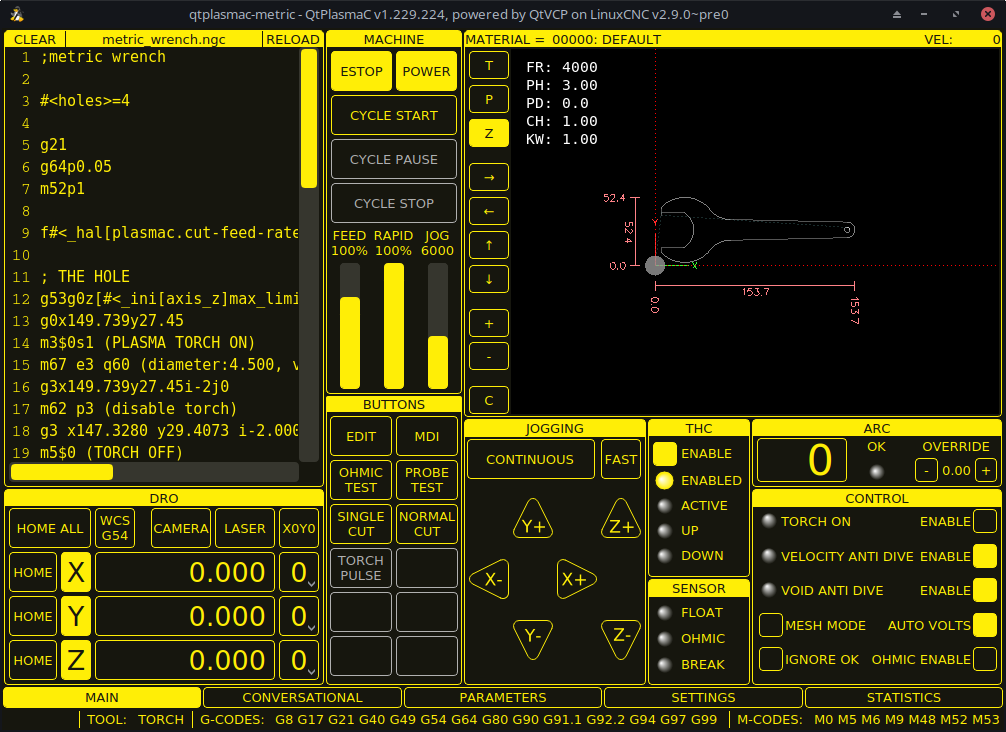 qtplasmac-metric - QtPlasmaC v1.229.224, powered by QtVCP on LinuxCNC v2.9.0~pre0
CLEAR metric_wrench.ngc RELOAD
1 ;metric wrench
2
3 #<holes>=4
4
5 g21
6 g64p0.05
7 m52p1
8
9 f#<_hal[plasmac.cut-feed-rate
10
11 ; THE HOLE
12 g53g0z[#<_ini[axis_z]max_limi
13 g0x149.739y27.45
14 m3$0s1 (PLASMA TORCH ON)
15 m67 e3 q60 (diameter:4.500, v
16 g3x149.739y27.45i-2j0
17 m62 p3 (disable torch)
18 g3 x147.3280 y29.4073 i-2.000
19 m5$0 (TORCH OFF)
MACHINE
ESTOP POWER
CYCLE START
CYCLE PAUSE
CYCLE STOP
FEED RAPID JOG
100% 100% 6000
MATERIAL = 00000: DEFAULT VEL: 0
T
P
Z
→
←
↑
↓
+
-
C
FR: 4000
PH: 3.00
PD: 0.0
CH: 1.00
KW: 1.00
52.4
52.4
0.0
Y
X
0.0
153.7
153.7
BUTTONS
EDIT MDI
OHMIC TEST
PROBE TEST
SINGLE CUT
NORMAL CUT
TORCH PULSE
DRO
HOME ALL
WCS G54
CAMERA LASER X0Y0
HOME X 0.000 0
HOME Y 0.000 0
HOME Z 0.000 0
JOGGING
CONTINUOUS FAST
Y+ Z+
X- X+
Y- Z-
THC
ENABLE
ENABLED
ACTIVE
UP
DOWN
SENSOR
FLOAT
OHMIC
BREAK
ARC
0 OK OVERRIDE
- 0.00 +
CONTROL
TORCH ON ENABLE
VELOCITY ANTI DIVE ENABLE
VOID ANTI DIVE ENABLE
MESH MODE AUTO VOLTS
IGNORE OK OHMIC ENABLE
MAIN CONVERSATIONAL PARAMETERS SETTINGS STATISTICS
TOOL: TORCH G-CODES: G8 G17 G21 G40 G49 G54 G64 G80 G90 G91.1 G92.2 G94 G97 G99 M-CODES: M0 M5 M6 M9 M48 M52 M53